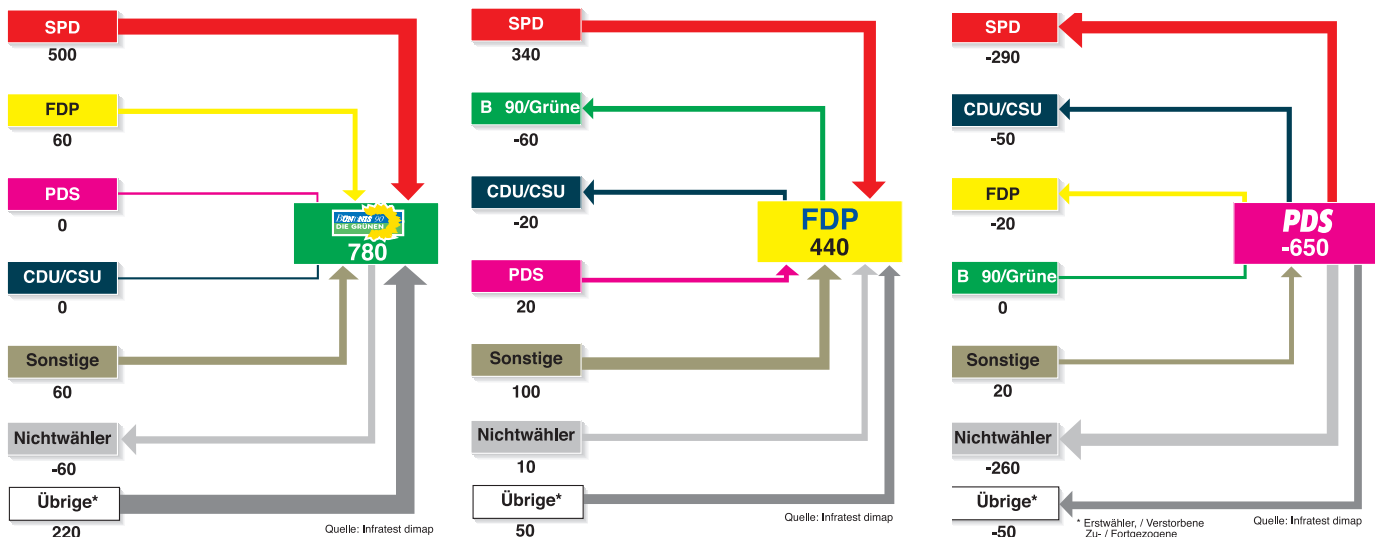 SPD
500
FDP
60
PDS
0
CDU/CSU
0
Sonstige
60
Nichtwähler
-60
Übrige*
220
BÜNDNIS 90
DIE GRÜNEN
780
Quelle: Infratest dimap
SPD
340
B 90/Grüne
-60
CDU/CSU
-20
PDS
20
Sonstige
100
Nichtwähler
10
Übrige*
50
FDP
440
Quelle: Infratest dimap
SPD
-290
CDU/CSU
-50
FDP
-20
B 90/Grüne
0
Sonstige
20
Nichtwähler
-260
Übrige*
-50
PDS
-650
* Erstwähler, / Verstorbene
Zu- / Fortgezogene
Quelle: Infratest dimap